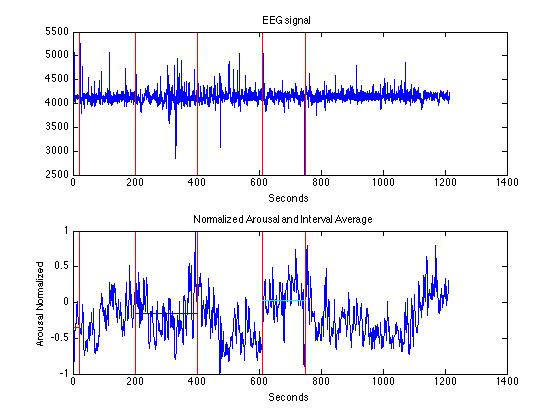 EEG signal
5500
5000
4500
4000
3500
3000
2500
0 200 400 600 800 1000 1200 1400
Seconds
Normalized Arousal and Interval Average
Arousal Normalized
1
0.5
0
-0.5
-1
0 200 400 600 800 1000 1200 1400
Seconds